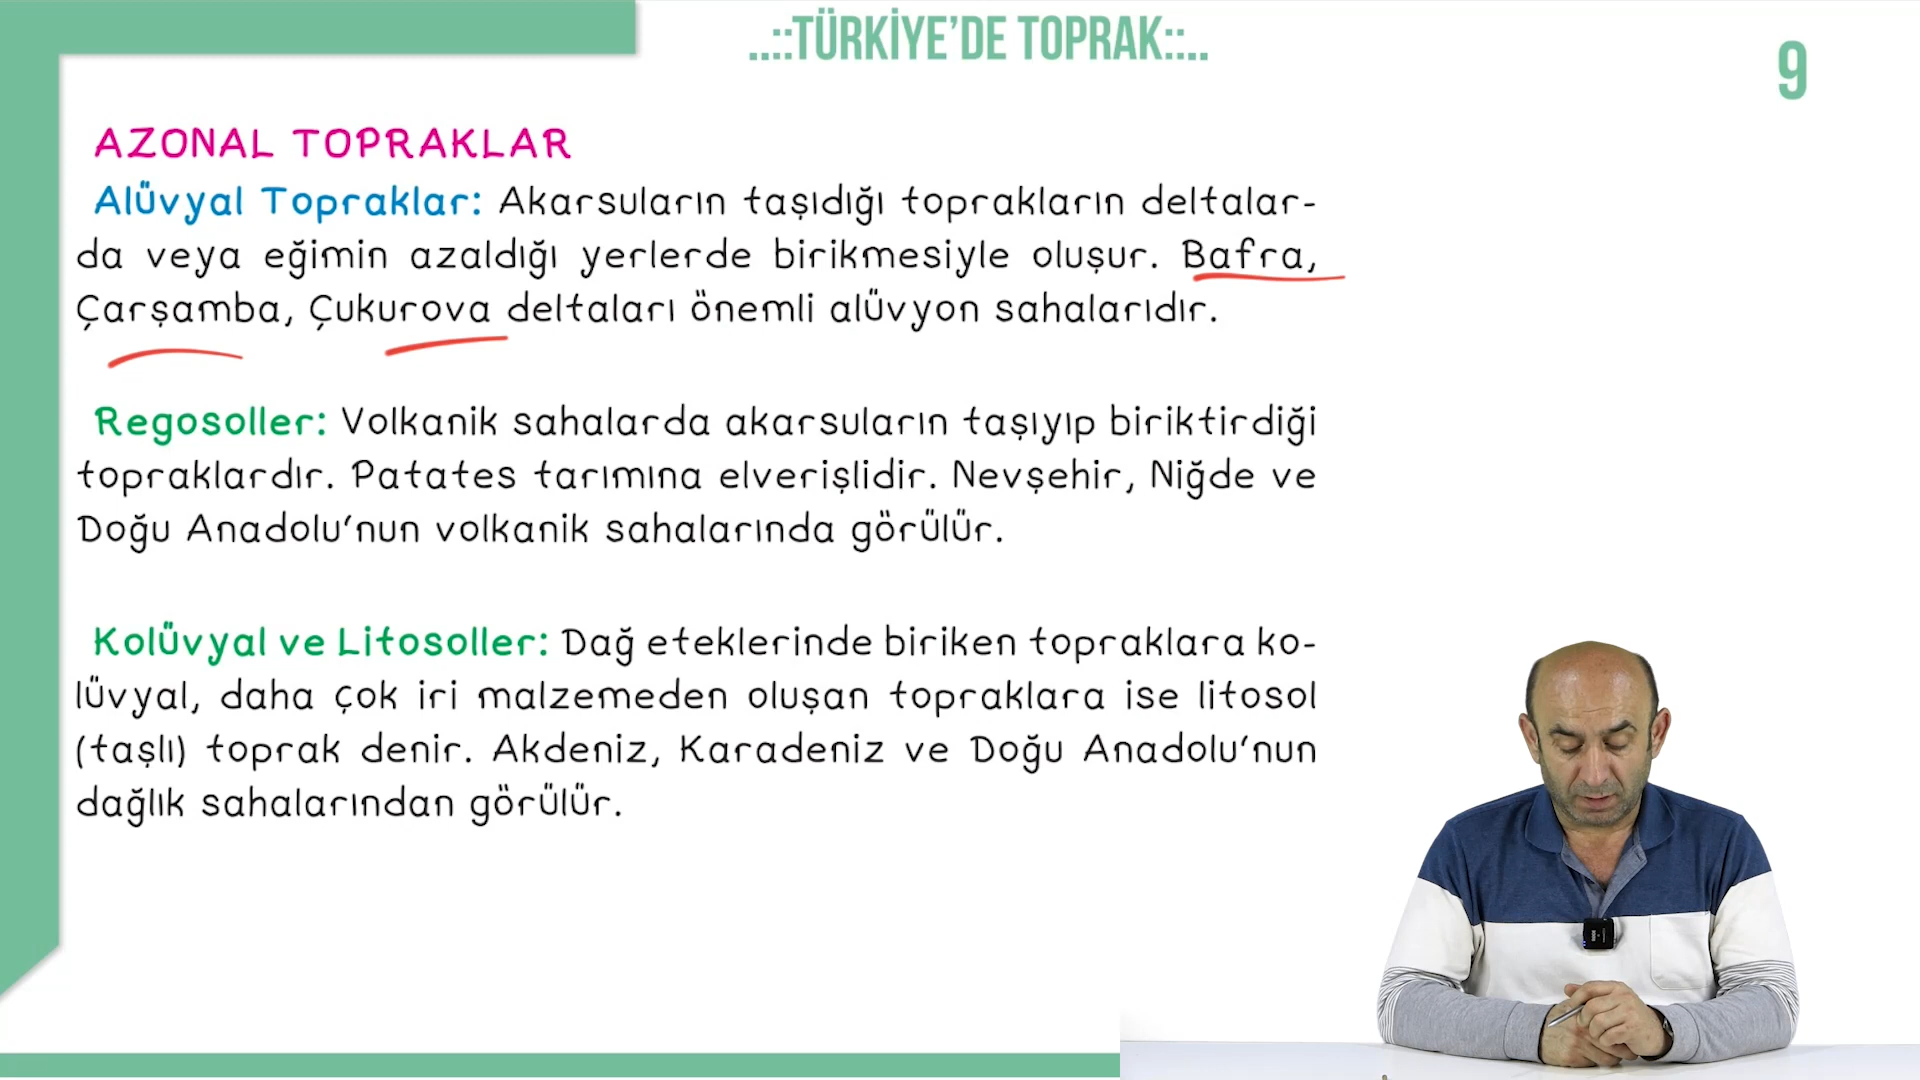 ..::TÜRKİYE'DE TOPRAK::..
9
AZONAL TOPRAKLAR
Alüvyal Topraklar: Akarsuların taşıdığı toprakların deltalar-
da veya eğimin azaldığı yerlerde birikmesiyle oluşur. Bafra,
Çarşamba, Çukurova deltaları önemli alüvyon sahalarıdır.
Regosoller: Volkanik sahalarda akarsuların taşıyıp biriktirdiği
topraklardır. Patates tarımına elverişlidir. Nevşehir, Niğde ve
Doğu Anadolu'nun volkanik sahalarında görülür.
Kolüvyal ve Litosoller: Dağ eteklerinde biriken topraklara ko-
lüvyal, daha çok iri malzemeden oluşan topraklara ise litosol
(taşlı) toprak denir. Akdeniz, Karadeniz ve Doğu Anadolu'nun
dağlık sahalarından görülür.